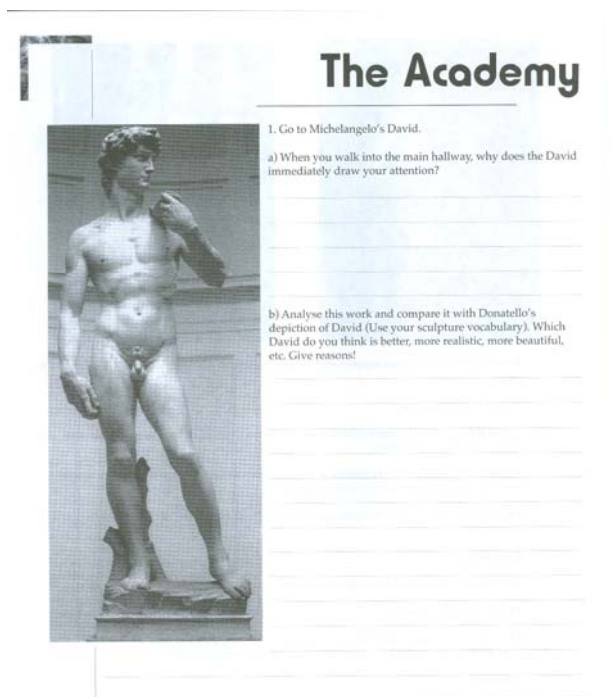 The Academy
1. Go to Michelangelo's David.
a) When you walk into the main hallway, why does the David
immediately draw your attention?
b) Analyse this work and compare it with Donatello's
depiction of David (Use your sculpture vocabulary). Which
David do you think is better, more realistic, more beautiful,
etc. Give reasons!